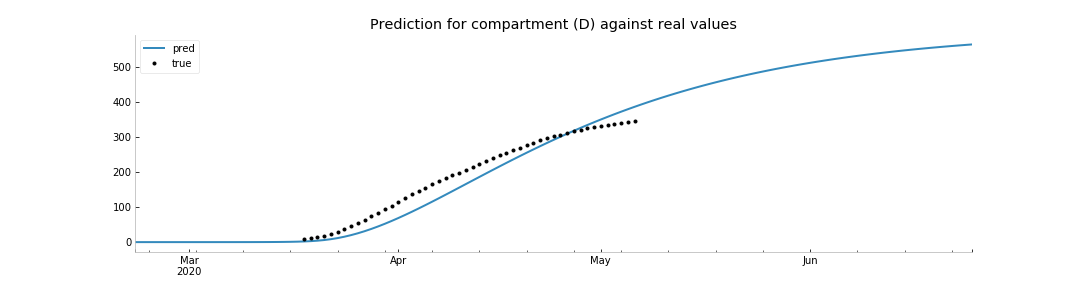 Prediction for compartment (D) against real values
pred
true
500
400
300
200
100
0
Mar
2020
Apr
May
Jun